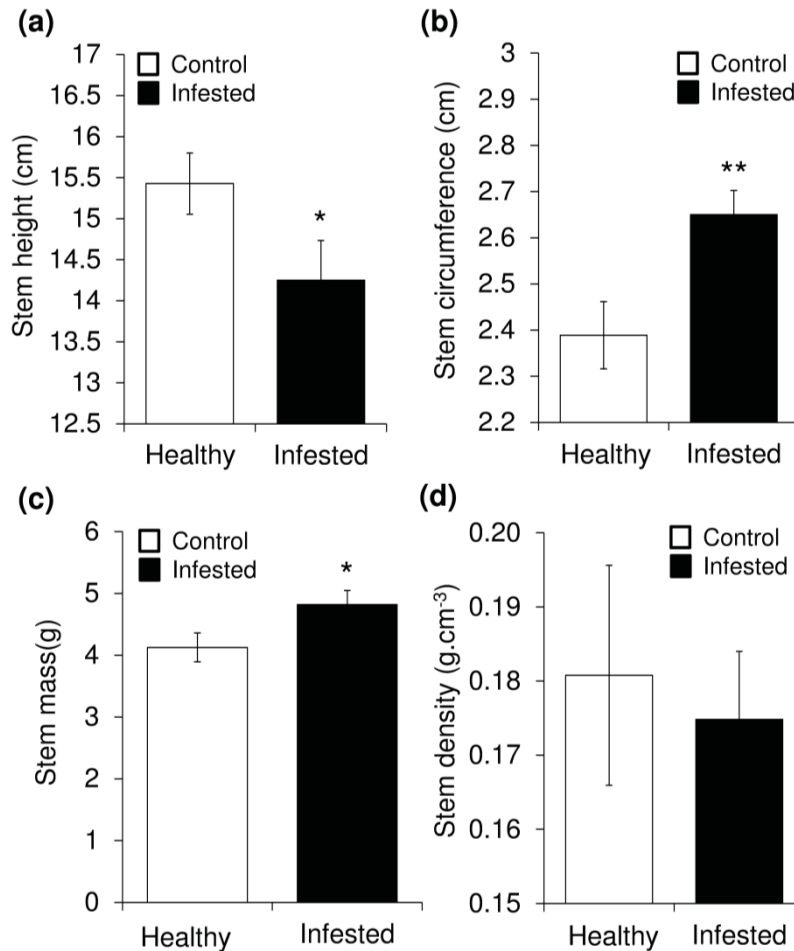 (a)
Stem height (cm)
17
16.5
16
15.5
15
14.5
14
13.5
13
12.5
Control
Infested
*
Healthy
Infested
(b)
Stem circumference (cm)
3
2.9
2.8
2.7
2.6
2.5
2.4
2.3
2.2
Control
Infested
**
Healthy
Infested
(c)
Stem mass(g)
6
5
4
3
2
1
0
Control
Infested
*
Healthy
Infested
(d)
Stem density (g.cm⁻³)
0.20
0.19
0.18
0.17
0.16
0.15
Control
Infested
Healthy
Infested